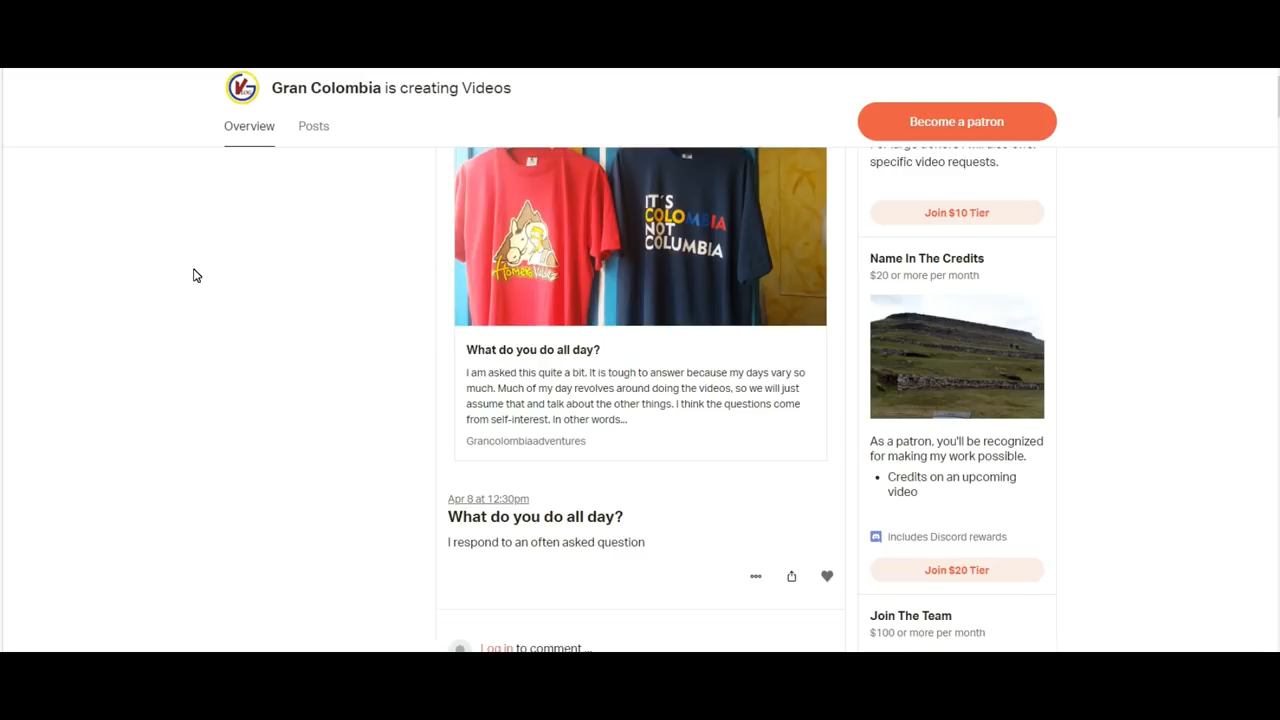 Gran Colombia is creating Videos
Overview
Posts
Become a patron
IT'S
COLOMBIA
NOT
COLUMBIA
What do you do all day?
I am asked this quite a bit. It is tough to answer because my days vary so
much. Much of my day revolves around doing the videos, so we will just
assume that and talk about the other things. I think the questions come
from self-interest. In other words...
Grancolombiaadventures
Apr 8 at 12:30pm
What do you do all day?
I respond to an often asked question
Log in to comment ...
specific video requests.
Join $10 Tier
Name In The Credits
$20 or more per month
As a patron, you'll be recognized
for making my work possible.
• Credits on an upcoming
video
Includes Discord rewards
Join $20 Tier
Join The Team
$100 or more per month